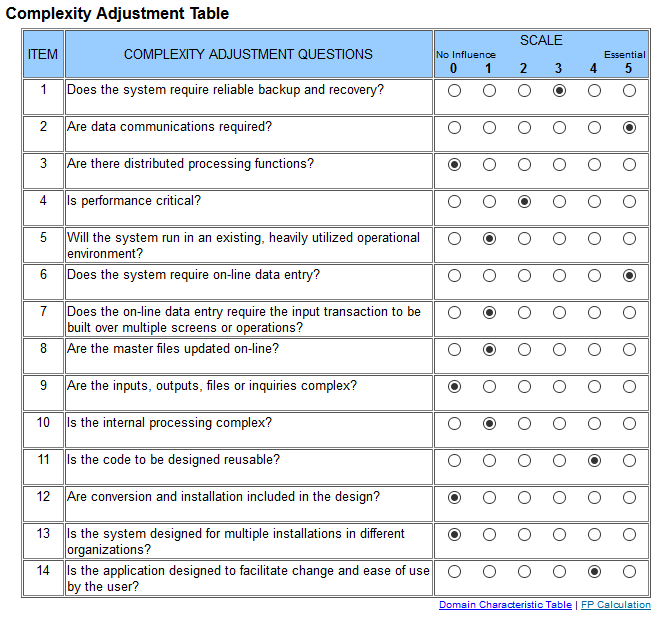 Complexity Adjustment Table
ITEM
COMPLEXITY ADJUSTMENT QUESTIONS
SCALE
No Influence Essential
0 1 2 3 4 5
1 Does the system require reliable backup and recovery?
2 Are data communications required?
3 Are there distributed processing functions?
4 Is performance critical?
5 Will the system run in an existing, heavily utilized operational
environment?
6 Does the system require on-line data entry?
7 Does the on-line data entry require the input transaction to be
built over multiple screens or operations?
8 Are the master files updated on-line?
9 Are the inputs, outputs, files or inquiries complex?
10 Is the internal processing complex?
11 Is the code to be designed reusable?
12 Are conversion and installation included in the design?
13 Is the system designed for multiple installations in different
organizations?
14 Is the application designed to facilitate change and ease of use
by the user?
Domain Characteristic Table | FP Calculation